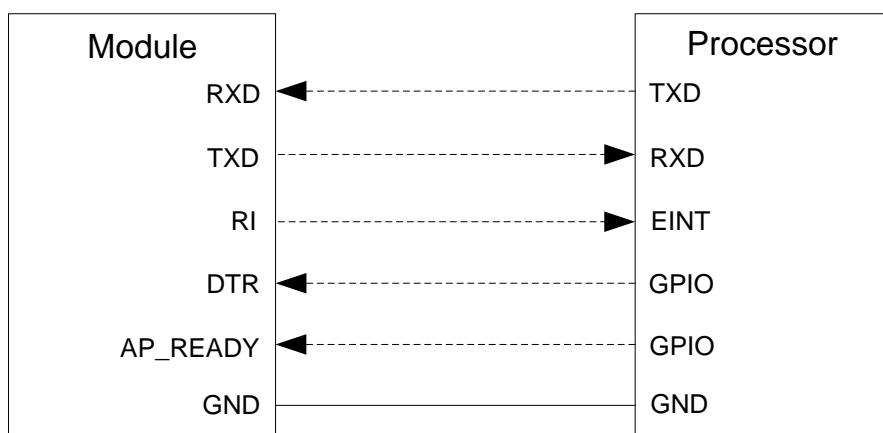 Module Processor
RXD TXD
TXD RXD
RI EINT
DTR GPIO
AP_READY GPIO
GND GND